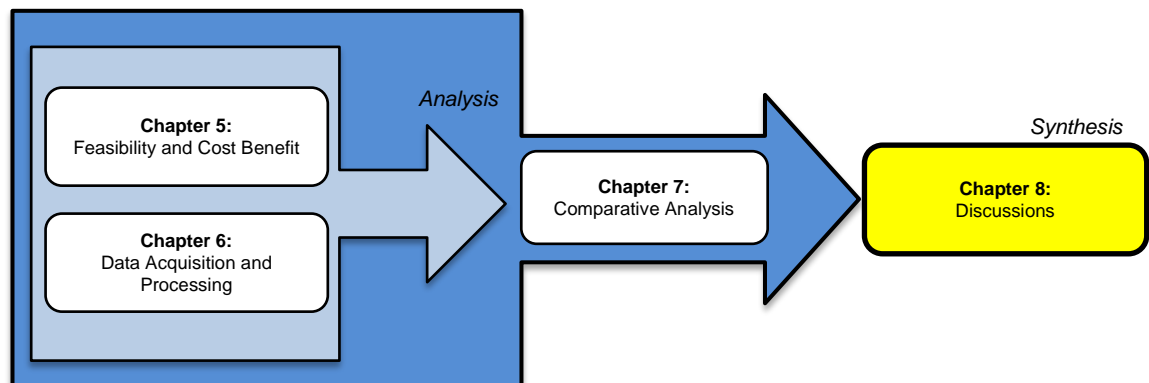 Analysis
Synthesis
Chapter 5:
Feasibility and Cost Benefit
Chapter 6:
Data Acquisition and
Processing
Chapter 7:
Comparative Analysis
Chapter 8:
Discussions